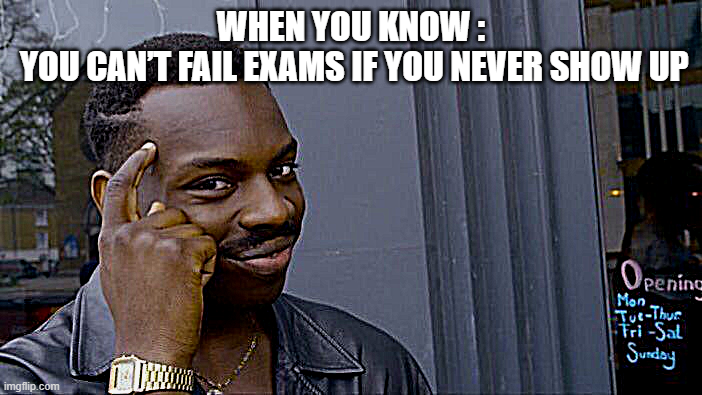 WHEN YOU KNOW :
YOU CAN'T FAIL EXAMS IF YOU NEVER SHOW UP
Opening
Mon
Tue-Thur
Fri-Sat
Sunday
imgflip.com